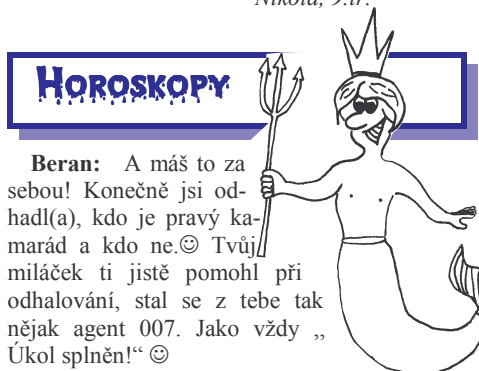 Nikola, 9.tř.
HOROSKOPY
Beran: A máš to za
sebou! Konečně jsi od-
hadl(a), kdo je pravý ka-
marád a kdo ne.☺ Tvůj
miláček ti jistě pomohl při
odhalování, stal se z tebe tak
nějak agent 007. Jako vždy ,,
Úkol splněn!“ ☺